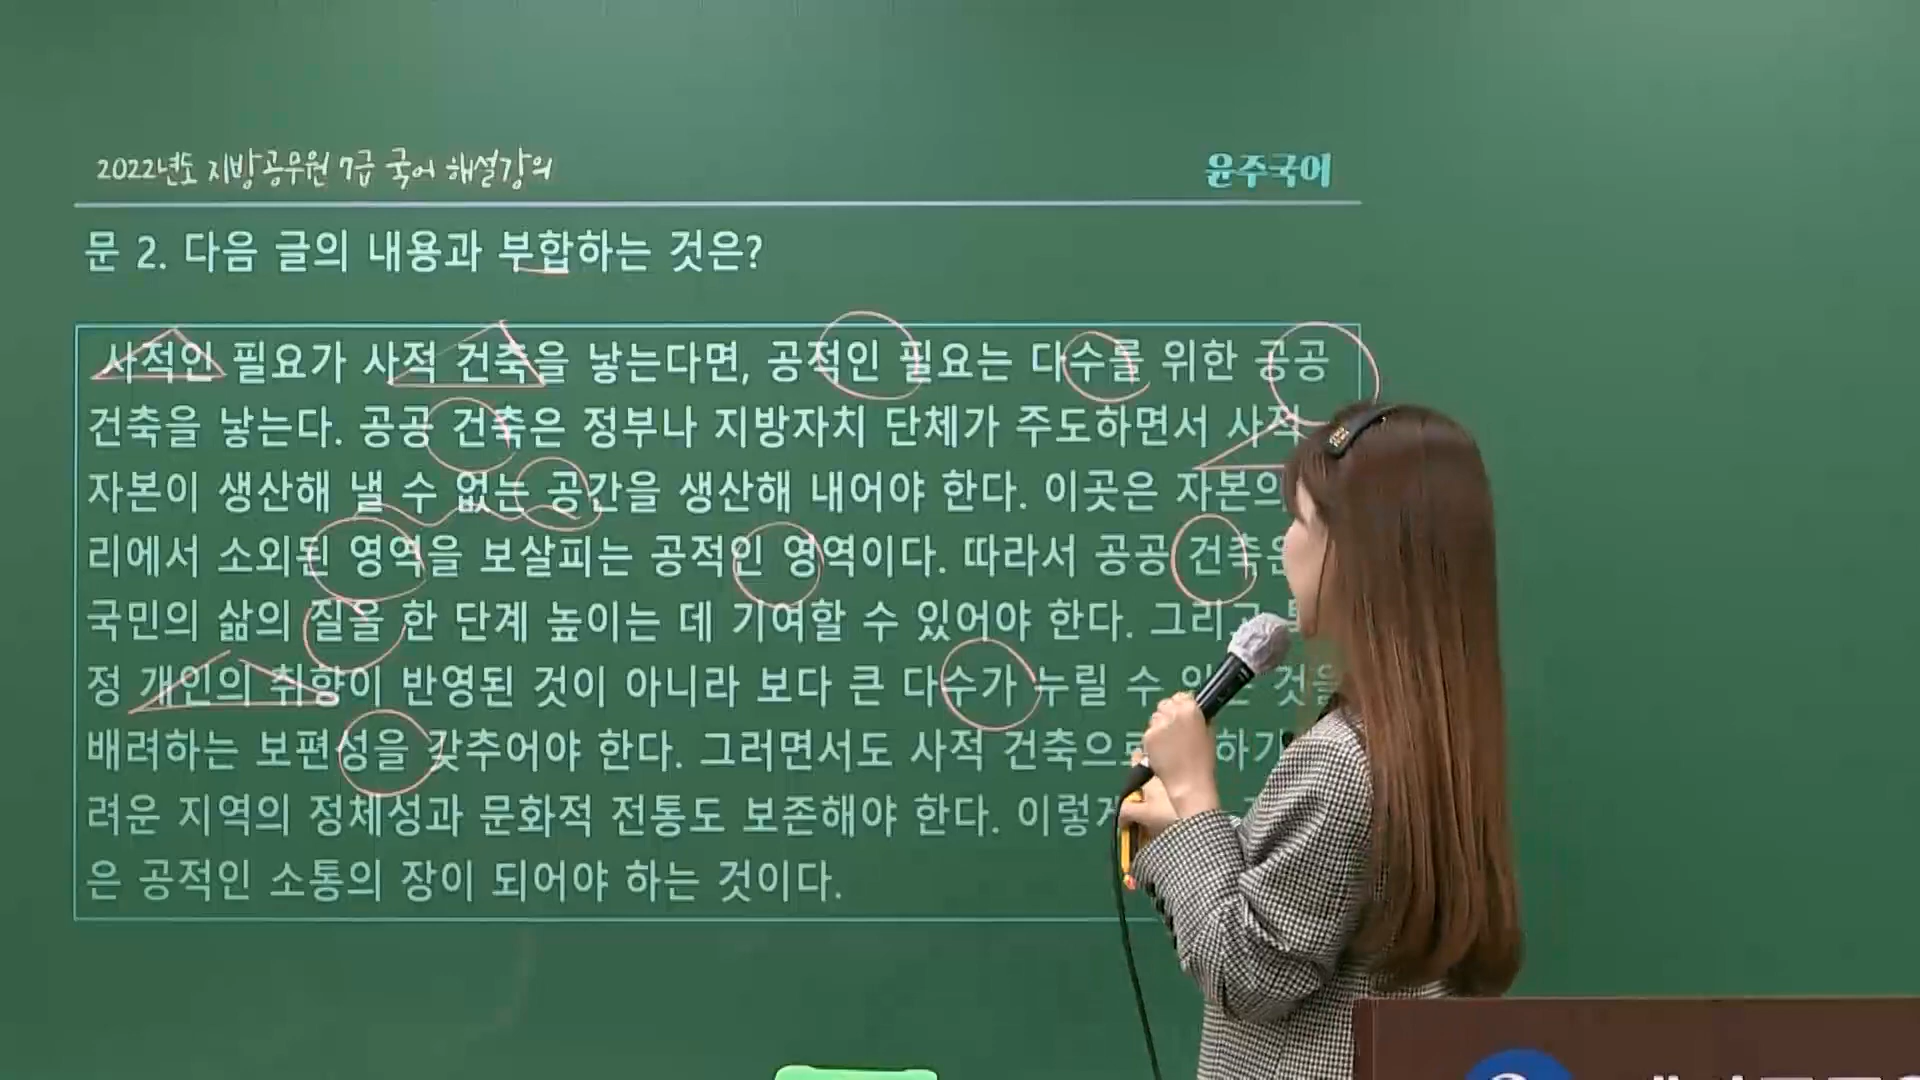 2022년도 지방공무원 7급 국어 해설강의
윤주국어
문 2. 다음 글의 내용과 부합하는 것은?
사적인 필요가 사적 건축을 낳는다면, 공적인 필요는 다수를 위한 공공
건축을 낳는다. 공공 건축은 정부나 지방자치 단체가 주도하면서 사적
자본이 생산해 낼 수 없는 공간을 생산해 내어야 한다. 이곳은 자본의
리에서 소외된 영역을 보살피는 공적인 영역이다. 따라서 공공 건축은
국민의 삶의 질을 한 단계 높이는 데 기여할 수 있어야 한다. 그리고
정 개인의 취향이 반영된 것이 아니라 보다 큰 다수가 누릴 수 것을
배려하는 보편성을 갖추어야 한다. 그러면서도 사적 건축으로 하기
려운 지역의 정체성과 문화적 전통도 보존해야 한다. 이렇게
은 공적인 소통의 장이 되어야 하는 것이다.